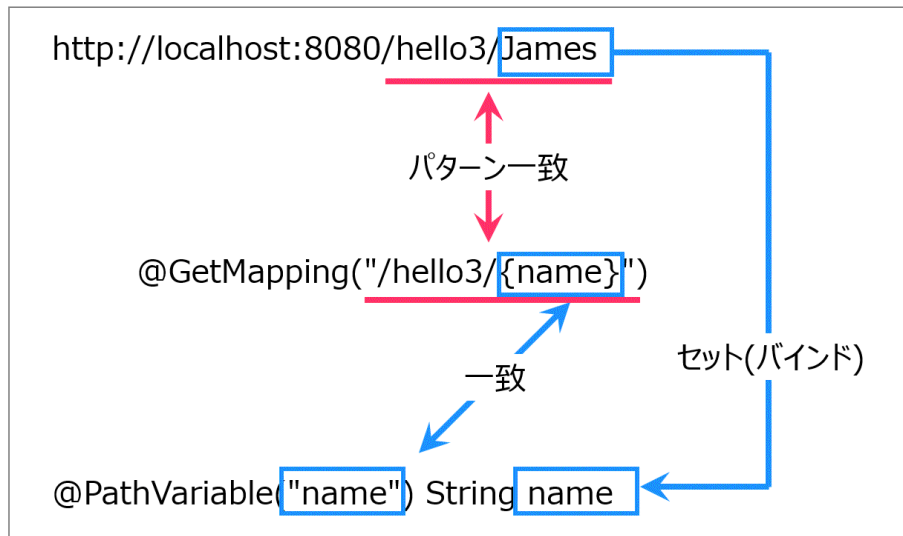 http://localhost:8080/hello3/James
パターン一致
@GetMapping("/hello3/{name}")
セット(バインド)
一致
@PathVariable("name") String name